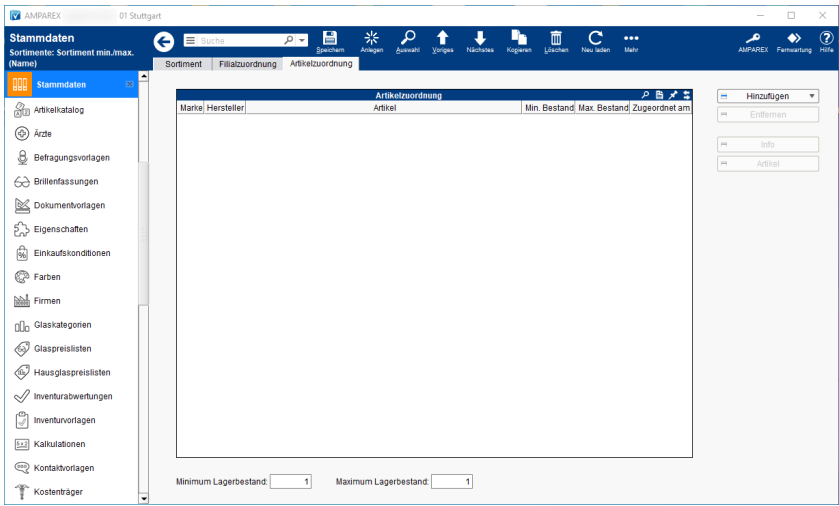 AMPAREX 01 Stuttgart
Stammdaten
Sortimente: Sortiment min./max.
(Name)
Suche
Speichern
Anlegen
Auswahl
Voriges
Nächstes
Kopieren
Löschen
Neu laden
Mehr
AMPAREX
Fernwartung
Hilfe
Sortiment
Filialzuordnung
Artikelzuordnung
Stammdaten
Artikelkatalog
Ärzte
Befragungsvorlagen
Brillenfassungen
Dokumentvorlagen
Eigenschaften
Einkaufskonditionen
Farben
Firmen
Glaskategorien
Glaspreislisten
Hausglaspreislisten
Inventurabwertungen
Inventurvorlagen
Kalkulationen
Kontaktvorlagen
Kostenträger
Artikelzuordnung
Marke Hersteller Artikel Min. Bestand Max. Bestand Zugeordnet am
Hinzufügen
Entfernen
Info
Artikel
Minimum Lagerbestand: 1 Maximum Lagerbestand: 1